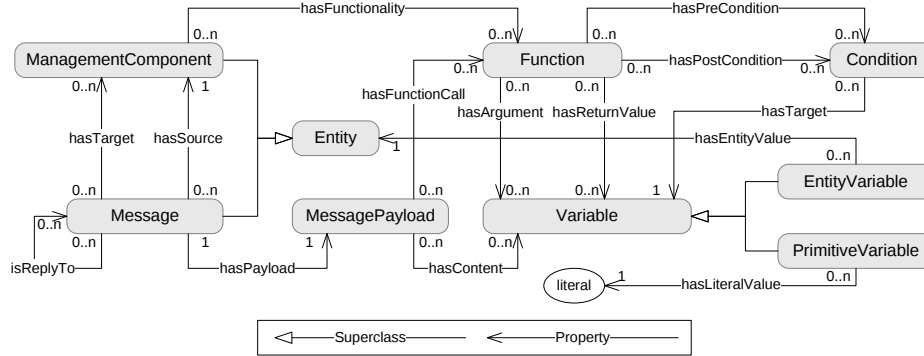 hasFunctionality
hasPreCondition
0..n
0..n
0..n
0..n
ManagementComponent
Function
Condition
0..n
1
0..n
0..n
hasPostCondition
0..n
0..n
0..n
0..n
hasFunctionCall
hasArgument
hasReturnValue
hasTarget
hasTarget
hasSource
Entity
1
hasEntityValue
0..n
EntityVariable
0..n
0..n
0..n
0..n
0..n
1
Message
MessagePayload
Variable
0..n
0..n
1
1
0..n
0..n
PrimitiveVariable
isReplyTo
hasPayload
hasContent
0..n
literal
1
hasLiteralValue
Superclass
Property